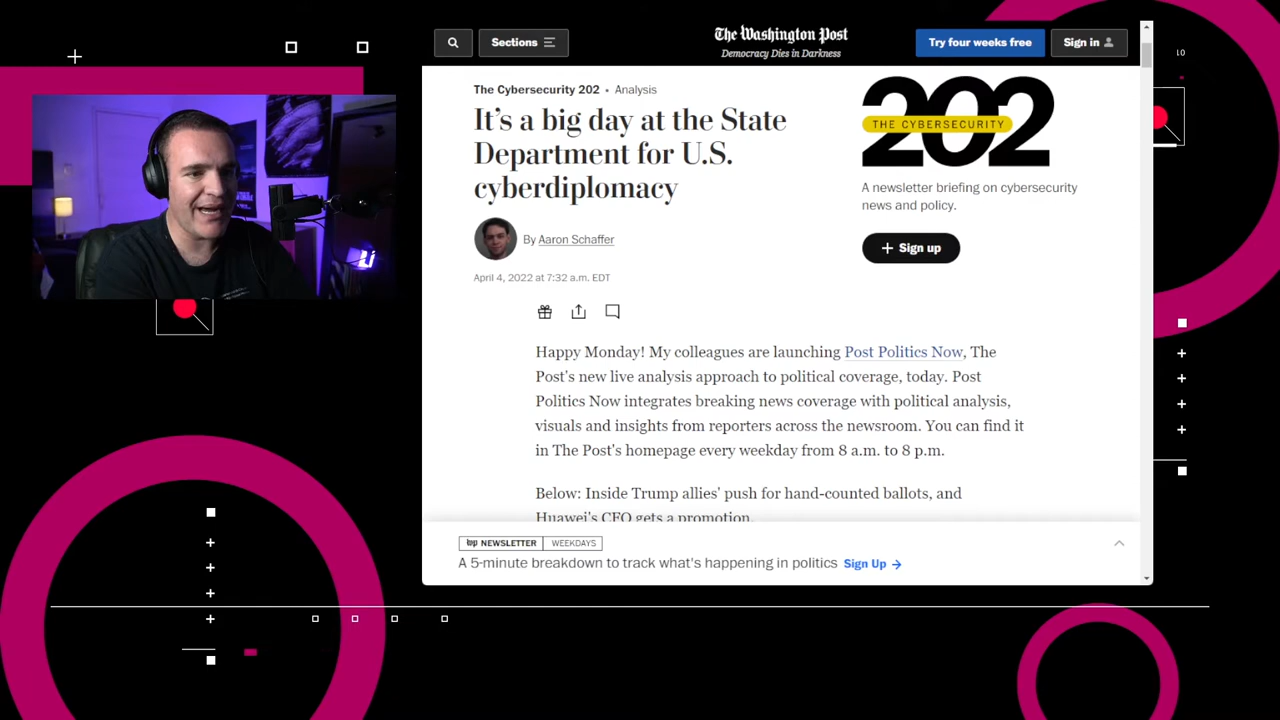 Sections
The Washington Post
Democracy Dies in Darkness
Try four weeks free
Sign in
The Cybersecurity 202 • Analysis
It's a big day at the State
Department for U.S.
cyberdiplomacy
By Aaron Schaffer
April 4, 2022 at 7:32 a.m. EDT
202
THE CYBERSECURITY
A newsletter briefing on cybersecurity
news and policy.
+ Sign up
Happy Monday! My colleagues are launching Post Politics Now, The
Post's new live analysis approach to political coverage, today. Post
Politics Now integrates breaking news coverage with political analysis,
visuals and insights from reporters across the newsroom. You can find it
in The Post's homepage every weekday from 8 a.m. to 8 p.m.
Below: Inside Trump allies' push for hand-counted ballots, and
Huawei's CFO gets a promotion.
wp NEWSLETTER WEEKDAYS
A 5-minute breakdown to track what's happening in politics Sign Up →